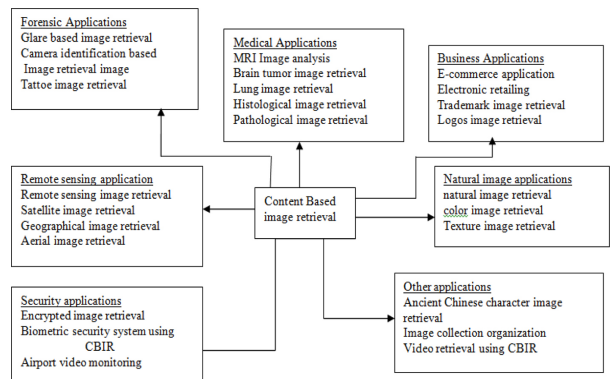 Forensic Applications
Glare based image retrieval
Camera identification based
Image retrieval image
Tattoe image retrieval
Medical Applications
MRI Image analysis
Brain tumor image retrieval
Lung image retrieval
Histological image retrieval
Pathological image retrieval
Business Applications
E-commerce application
Electronic retailing
Trademark image retrieval
Logos image retrieval
Remote sensing application
Remote sensing image retrieval
Satellite image retrieval
Geographical image retrieval
Aerial image retrieval
Content Based
image retrieval
Natural image applications
natural image retrieval
color image retrieval
Texture image retrieval
Security applications
Encrypted image retrieval
Biometric security system using
CBIR
Airport video monitoring
Other applications
Ancient Chinese character image
retrieval
Image collection organization
Video retrieval using CBIR